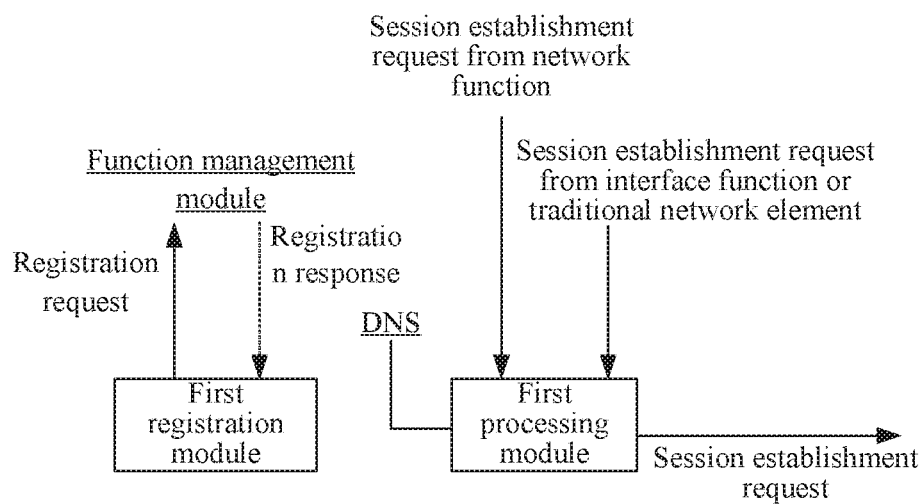 Session establishment
request from network
function
Function management
module
Session establishment request
from interface function or
traditional network element
Registration
request
Registratio
n response
DNS
First
registration
module
First
processing
module
Session establishment
request